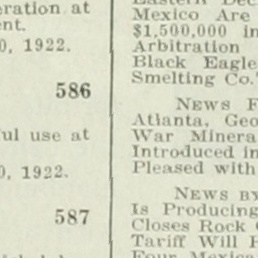 eration at
ent.
0, 1922.
586
ul use at
0, 1922.
587
Mexico Are
$1,500,000 in
Arbitration
Black Eagle
Smelting Co.
NEWS F
Atlanta, Geo
War Minera
Introduced in
Pleased with
NEWS BY
Is Producing
Closes Rock
Tariff Will